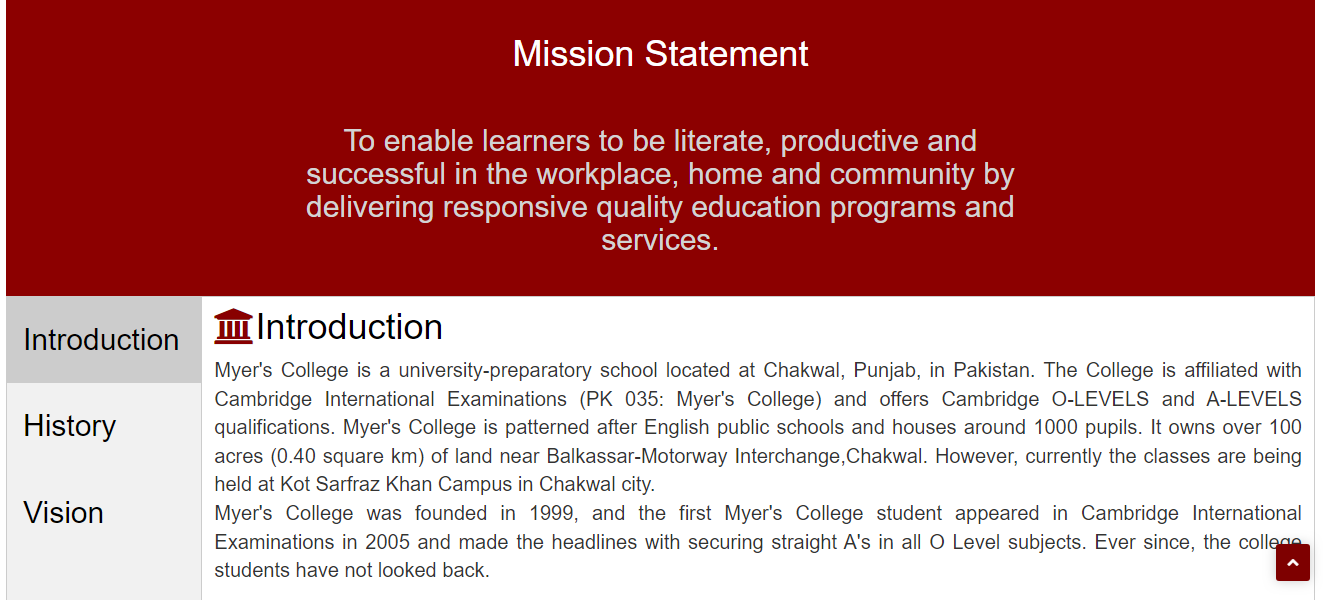 Mission Statement
To enable learners to be literate, productive and
successful in the workplace, home and community by
delivering responsive quality education programs and
services.
Introduction
History
Vision
Introduction
Myer's College is a university-preparatory school located at Chakwal, Punjab, in Pakistan. The College is affiliated with
Cambridge International Examinations (PK 035: Myer's College) and offers Cambridge O-LEVELS and A-LEVELS
qualifications. Myer's College is patterned after English public schools and houses around 1000 pupils. It owns over 100
acres (0.40 square km) of land near Balkassar-Motorway Interchange,Chakwal. However, currently the classes are being
held at Kot Sarfraz Khan Campus in Chakwal city.
Myer's College was founded in 1999, and the first Myer's College student appeared in Cambridge International
Examinations in 2005 and made the headlines with securing straight A's in all O Level subjects. Ever since, the college
students have not looked back.